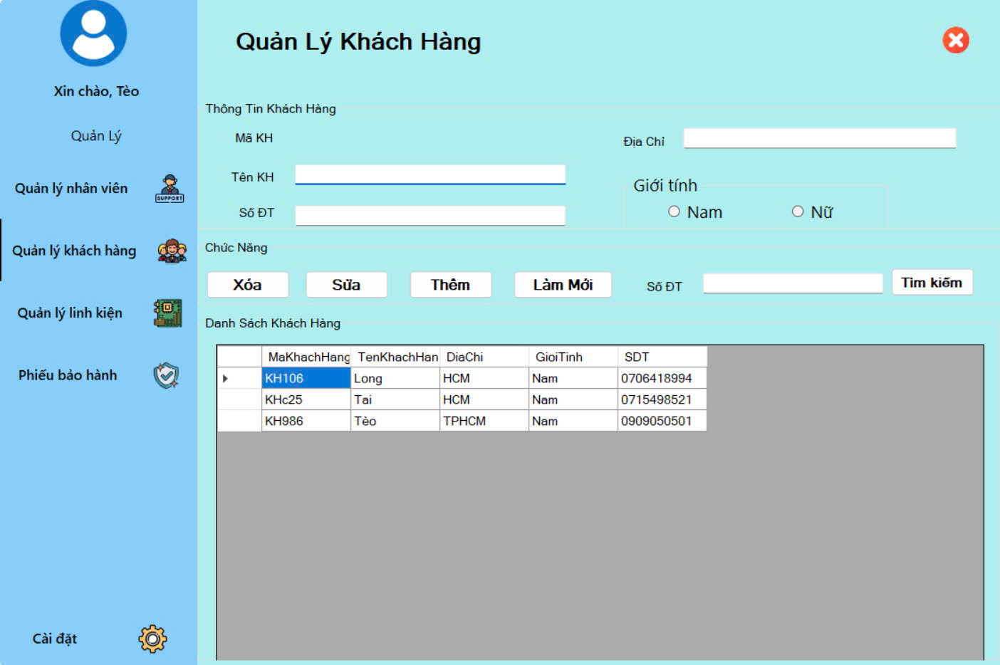 Xin chào, Tèo
Quản Lý
Quản lý nhân viên
SUPPORT
Quản lý khách hàng
Quản lý linh kiện
Phiếu bảo hành
Cài đặt
Quản Lý Khách Hàng
Thông Tin Khách Hàng
Mã KH
Địa Chỉ
Tên KH
Giới tính
Số ĐT
Nam
Nữ
Chức Năng
Xóa
Sửa
Thêm
Làm Mới
Số ĐT
Tìm kiếm
Danh Sách Khách Hàng
MaKhachHang TenKhachHan DiaChi GioiTinh SDT
KH106 Long HCM Nam 0706418994
KHc25 Tai HCM Nam 0715498521
KH986 Tèo TPHCM Nam 0909050501